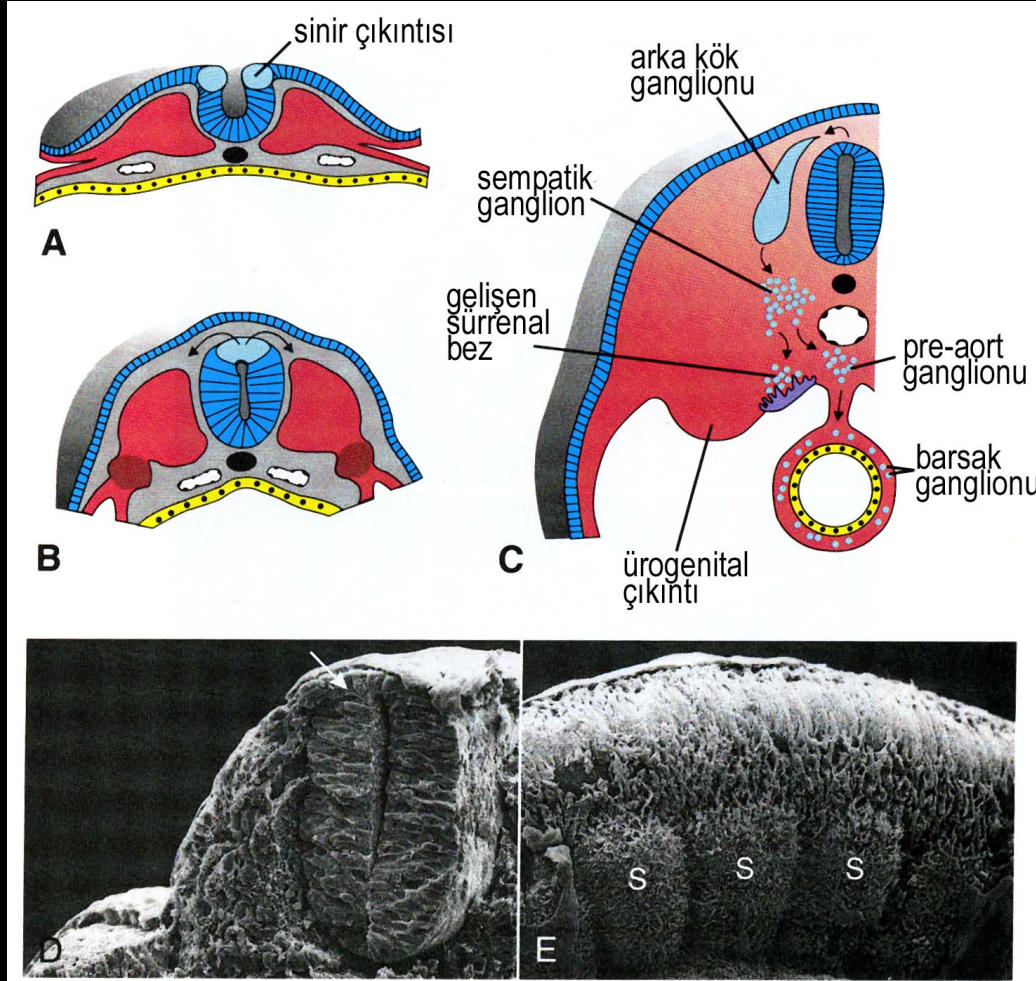 sinir çıkıntısı
A
B
arka kök
ganglionu
sempatik
ganglion
gelişen
sürrenal
bez
pre-aort
ganglionu
barsak
ganglionu
ürogenital
çıkıntı
C
D
E
S
S
S